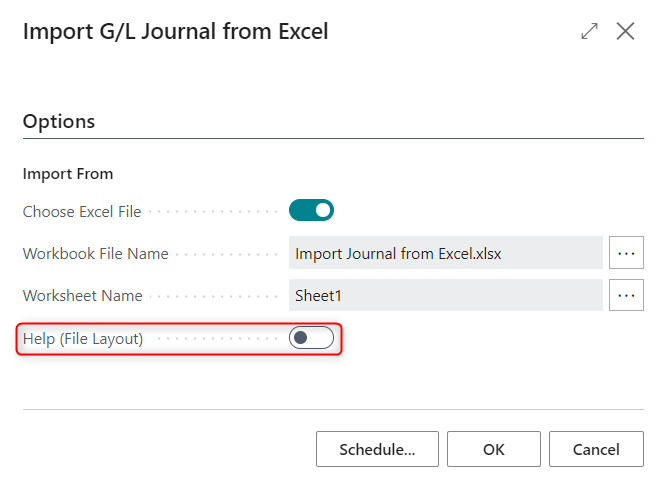 Import G/L Journal from Excel
Options
Import From
Choose Excel File
Workbook File Name Import Journal from Excel.xlsx ...
Worksheet Name Sheet1 ...
Help (File Layout)
Schedule... OK Cancel